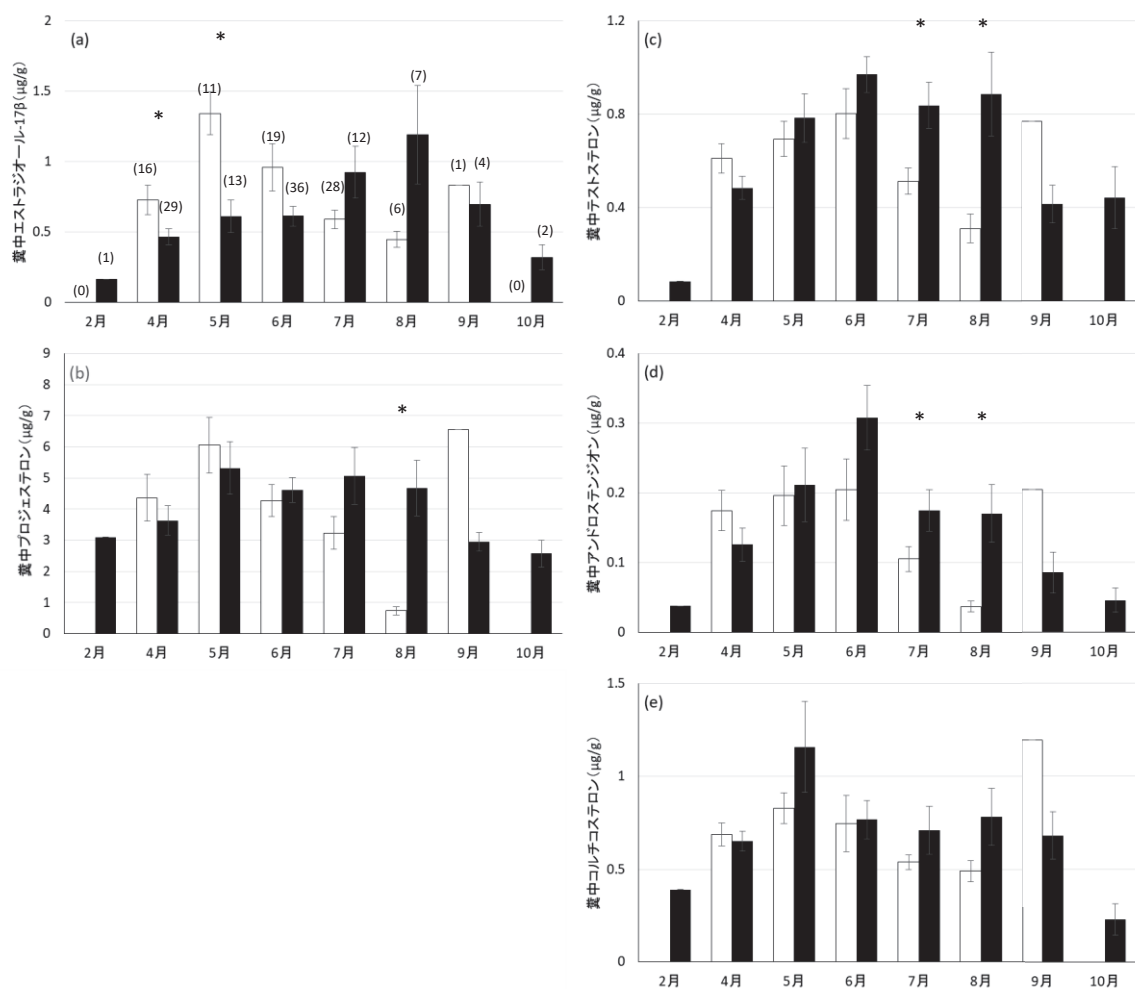 (a)
糞中エストラジオール-17β(μg/g)
2
1.5
1
0.5
0
(0) (1) (16) (29) (11) (13) (19) (36) (28) (12) (6) (7) (1) (4) (0) (2)
* *
2月 4月 5月 6月 7月 8月 9月 10月
(b)
糞中プロジェステロン(μg/g)
9
8
7
6
5
4
3
2
1
0
*
2月 4月 5月 6月 7月 8月 9月 10月
(c)
糞中テストステロン(μg/g)
1.2
0.8
0.4
0
* *
2月 4月 5月 6月 7月 8月 9月 10月
(d)
糞中アンドロステンジオン(μg/g)
0.4
0.3
0.2
0.1
0
* *
2月 4月 5月 6月 7月 8月 9月 10月
(e)
糞中コルチコステロン(μg/g)
1.5
1
0.5
0
2月 4月 5月 6月 7月 8月 9月 10月